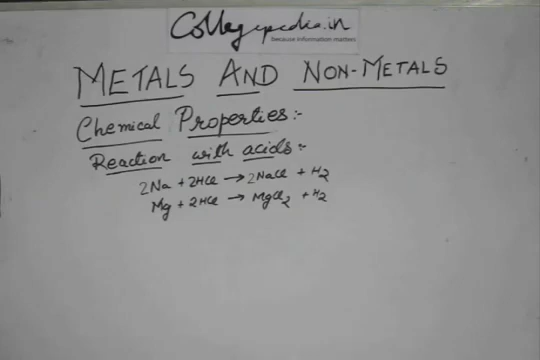 Collegepedia.in
because information matters
METALS AND NON-METALS
Chemical Properties:-
Reaction with acids:-
2Na + 2HCl → 2NaCl + H2
Mg + 2HCl → MgCl2 + H2